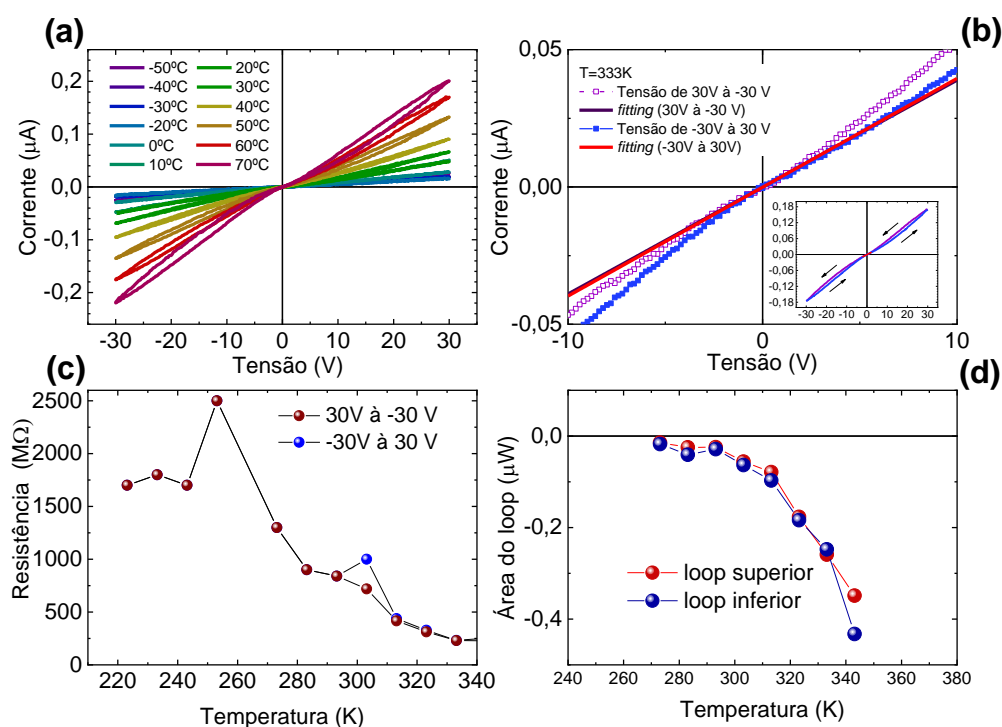 (a)
-50ºC 20ºC
-40ºC 30ºC
-30ºC 40ºC
-20ºC 50ºC
0ºC 60ºC
10ºC 70ºC
0,2
0,1
0,0
-0,1
-0,2
Corrente (μA)
-30 -20 -10 0 10 20 30
Tensão (V)
(b)
T=333K
Tensão de 30V à -30 V
fitting (30V à -30 V)
Tensão de -30V à 30 V
fitting (-30V à 30V)
0,05
0,00
-0,05
Corrente (μA)
0,18
0,12
0,06
0,00
-0,06
-0,12
-0,18
-30 -20 -10 0 10 20 30
-10 0 10
Tensão (V)
(c)
30V à -30 V
-30V à 30 V
2500
2000
1500
1000
500
0
Resistência (MΩ)
220 240 260 280 300 320 340
Temperatura (K)
(d)
0,0
-0,2
-0,4
Área do loop (μW)
loop superior
loop inferior
240 260 280 300 320 340 360 380
Temperatura (K)